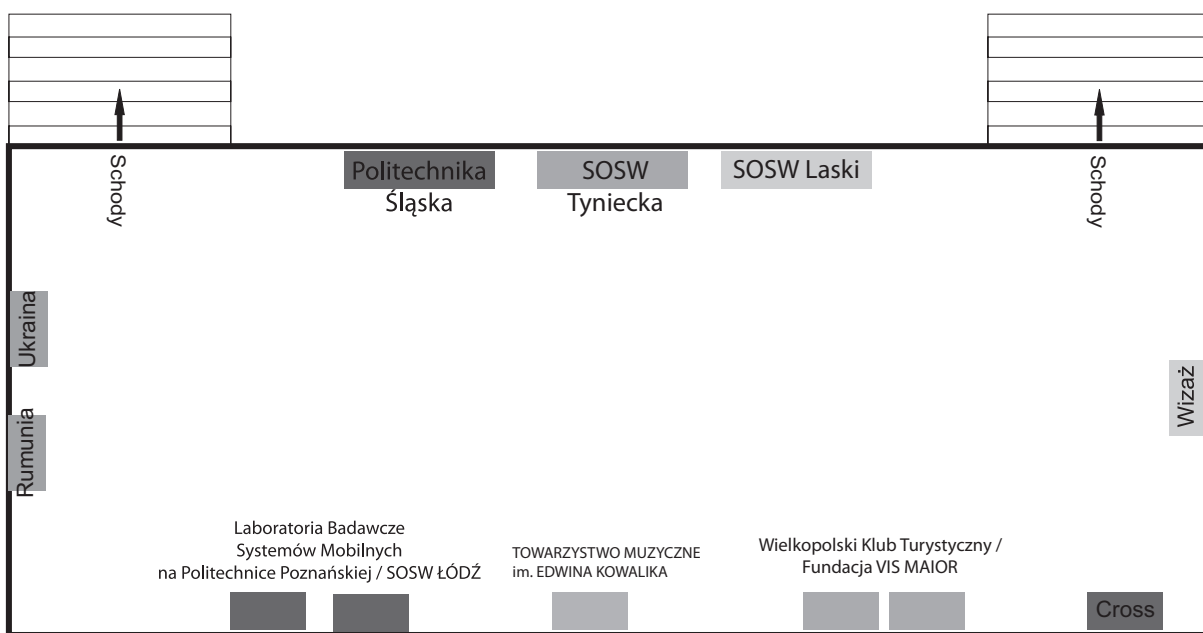 Schody
Politechnika
Śląska
SOSW
Tyniecka
SOSW Laski
Schody
Ukraina
Rumunia
Wizaż
Laboratoria Badawcze
Systemów Mobilnych
na Politechnice Poznańskiej / SOSW ŁÓDŹ
TOWARZYSTWO MUZYCZNE
im. EDWINA KOWALIKA
Wielkopolski Klub Turystyczny /
Fundacja VIS MAIOR
Cross